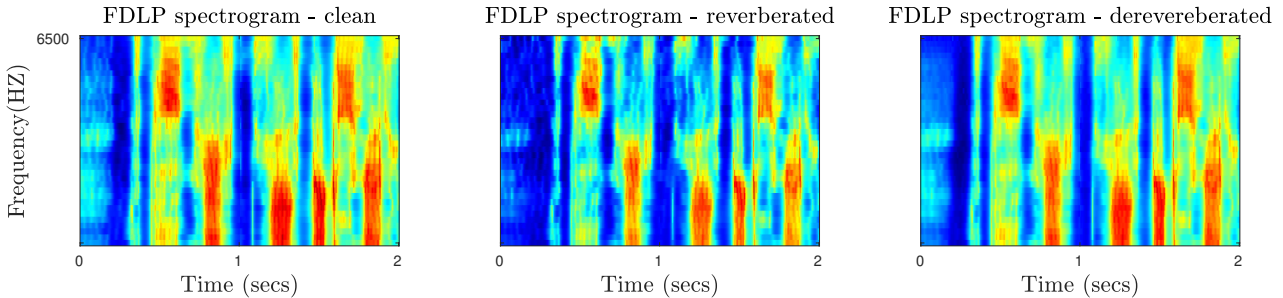 FDLP spectrogram - clean
FDLP spectrogram - reverberated
FDLP spectrogram - derevereberated
6500
Frequency(HZ)
0 1 2
0 1 2
0 1 2
Time (secs)
Time (secs)
Time (secs)